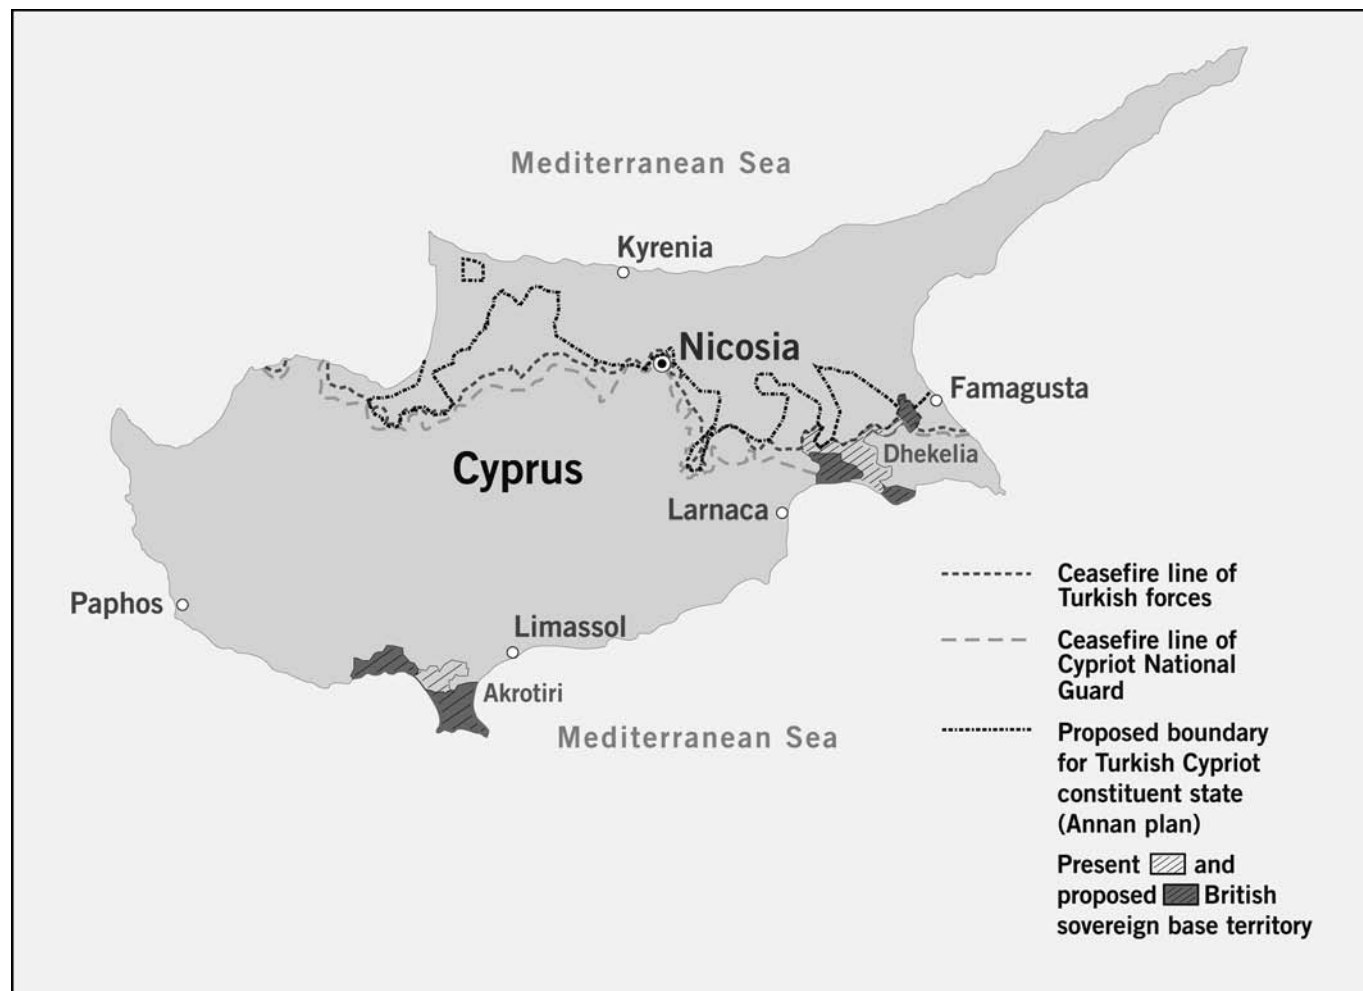 Mediterranean Sea
Kyrenia
Nicosia
Famagusta
Cyprus
Dhekelia
Larnaca
Paphos
Limassol
Akrotiri
Mediterranean Sea
Ceasefire line of
Turkish forces
Ceasefire line of
Cypriot National
Guard
Proposed boundary
for Turkish Cypriot
constituent state
(Annan plan)
Present and
proposed British
sovereign base territory